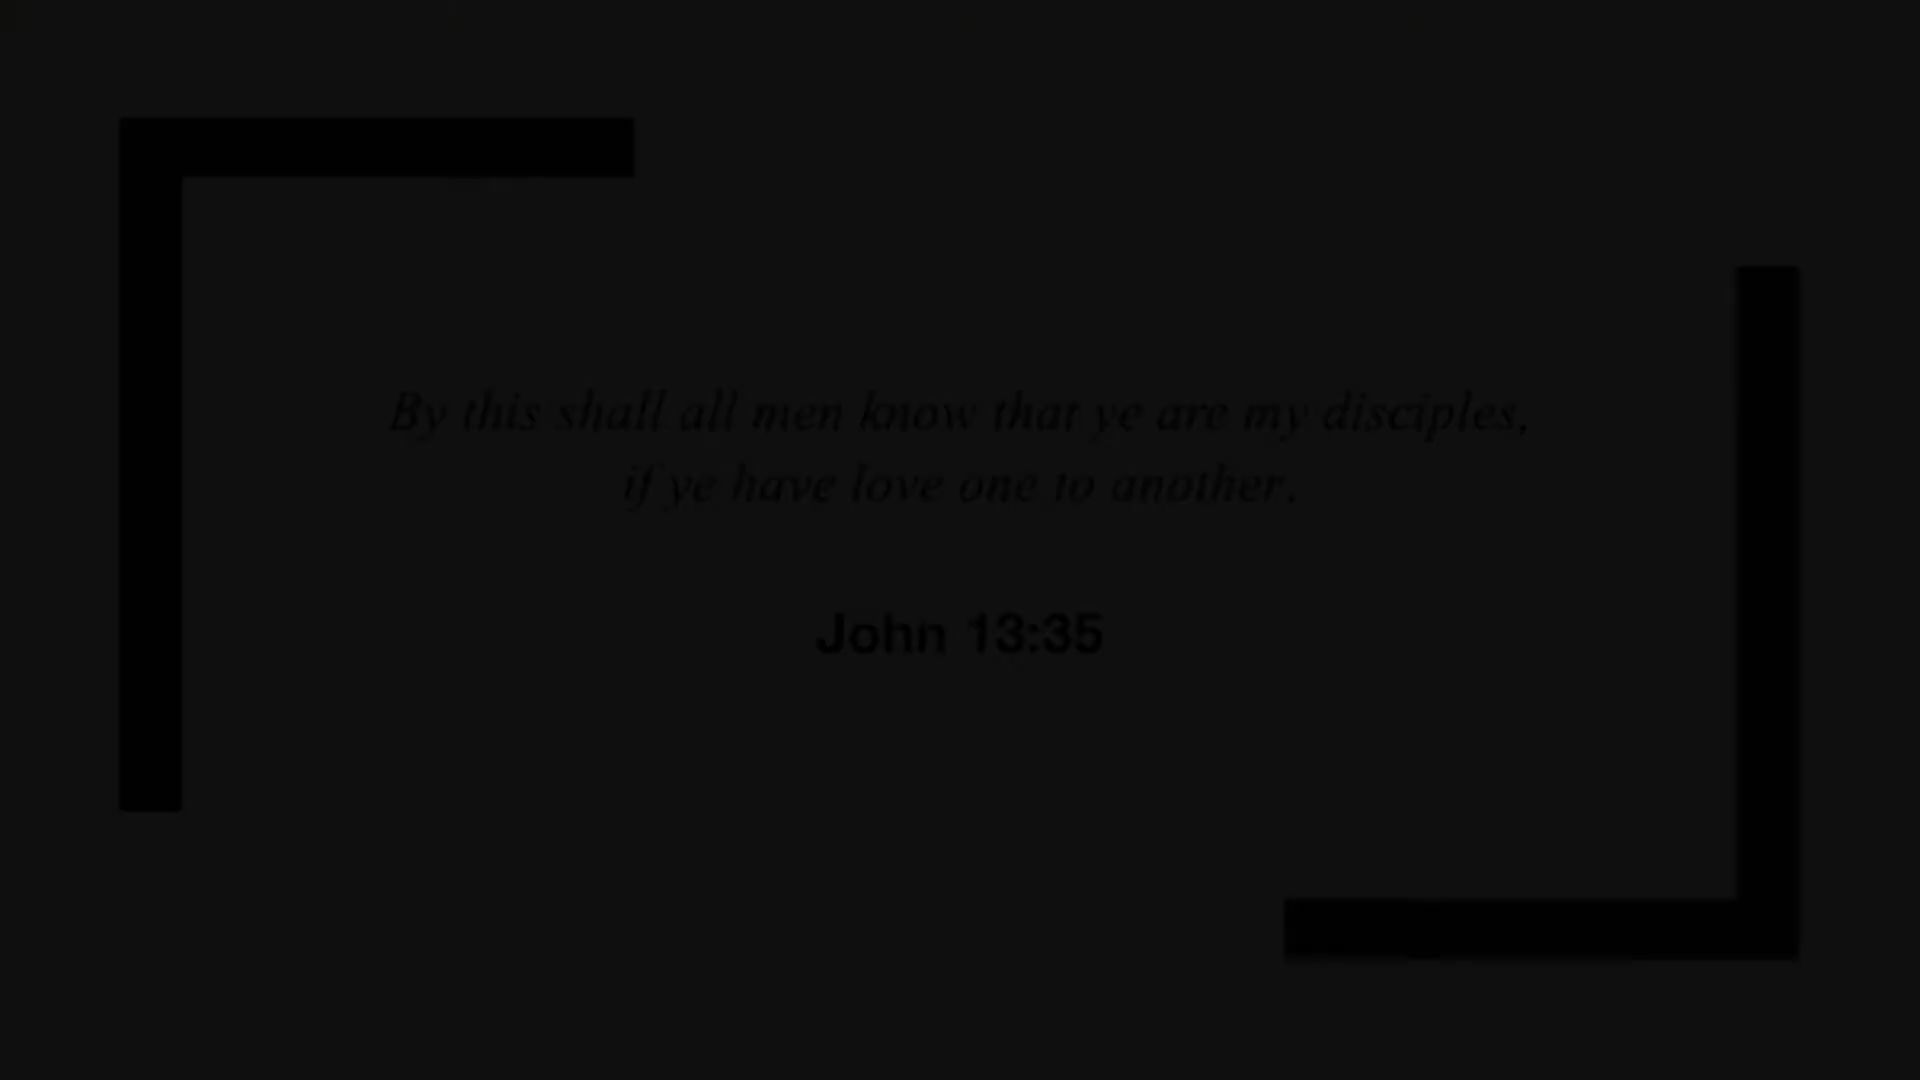 By this shall all men know that ye are my disciples,
if ye have love one to another.
John 13:35